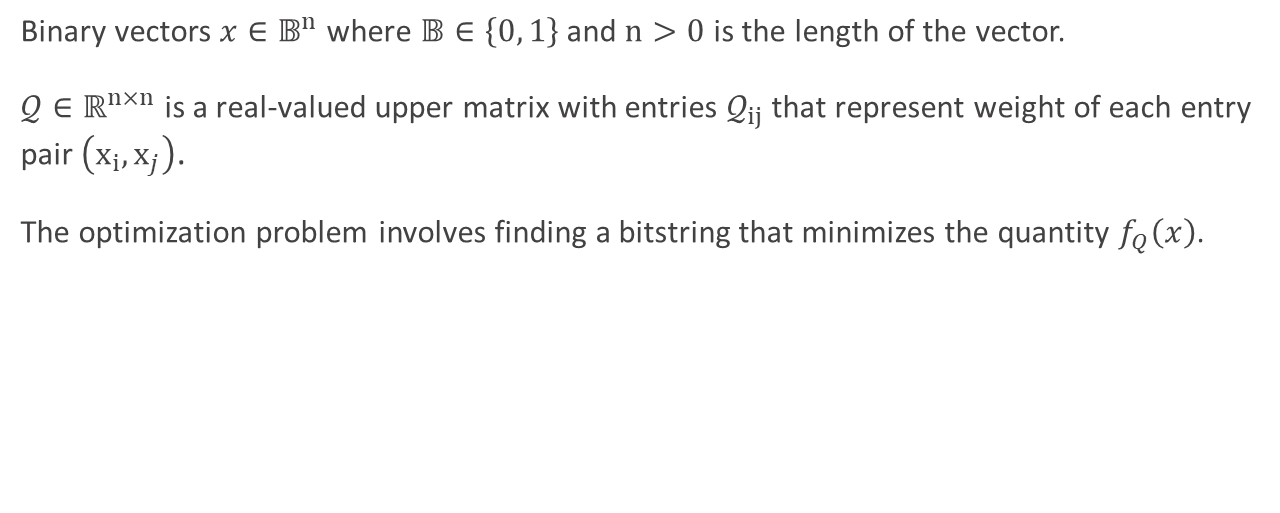 Binary vectors 𝑥 ∈ 𝔹ⁿ where 𝔹 ∈ {0, 1} and n > 0 is the length of the vector.
𝒬 ∈ ℝⁿˣⁿ is a real-valued upper matrix with entries 𝒬ᵢⱼ that represent weight of each entry
pair (xᵢ, xⱼ).
The optimization problem involves finding a bitstring that minimizes the quantity 𝑓_𝑄(𝑥).